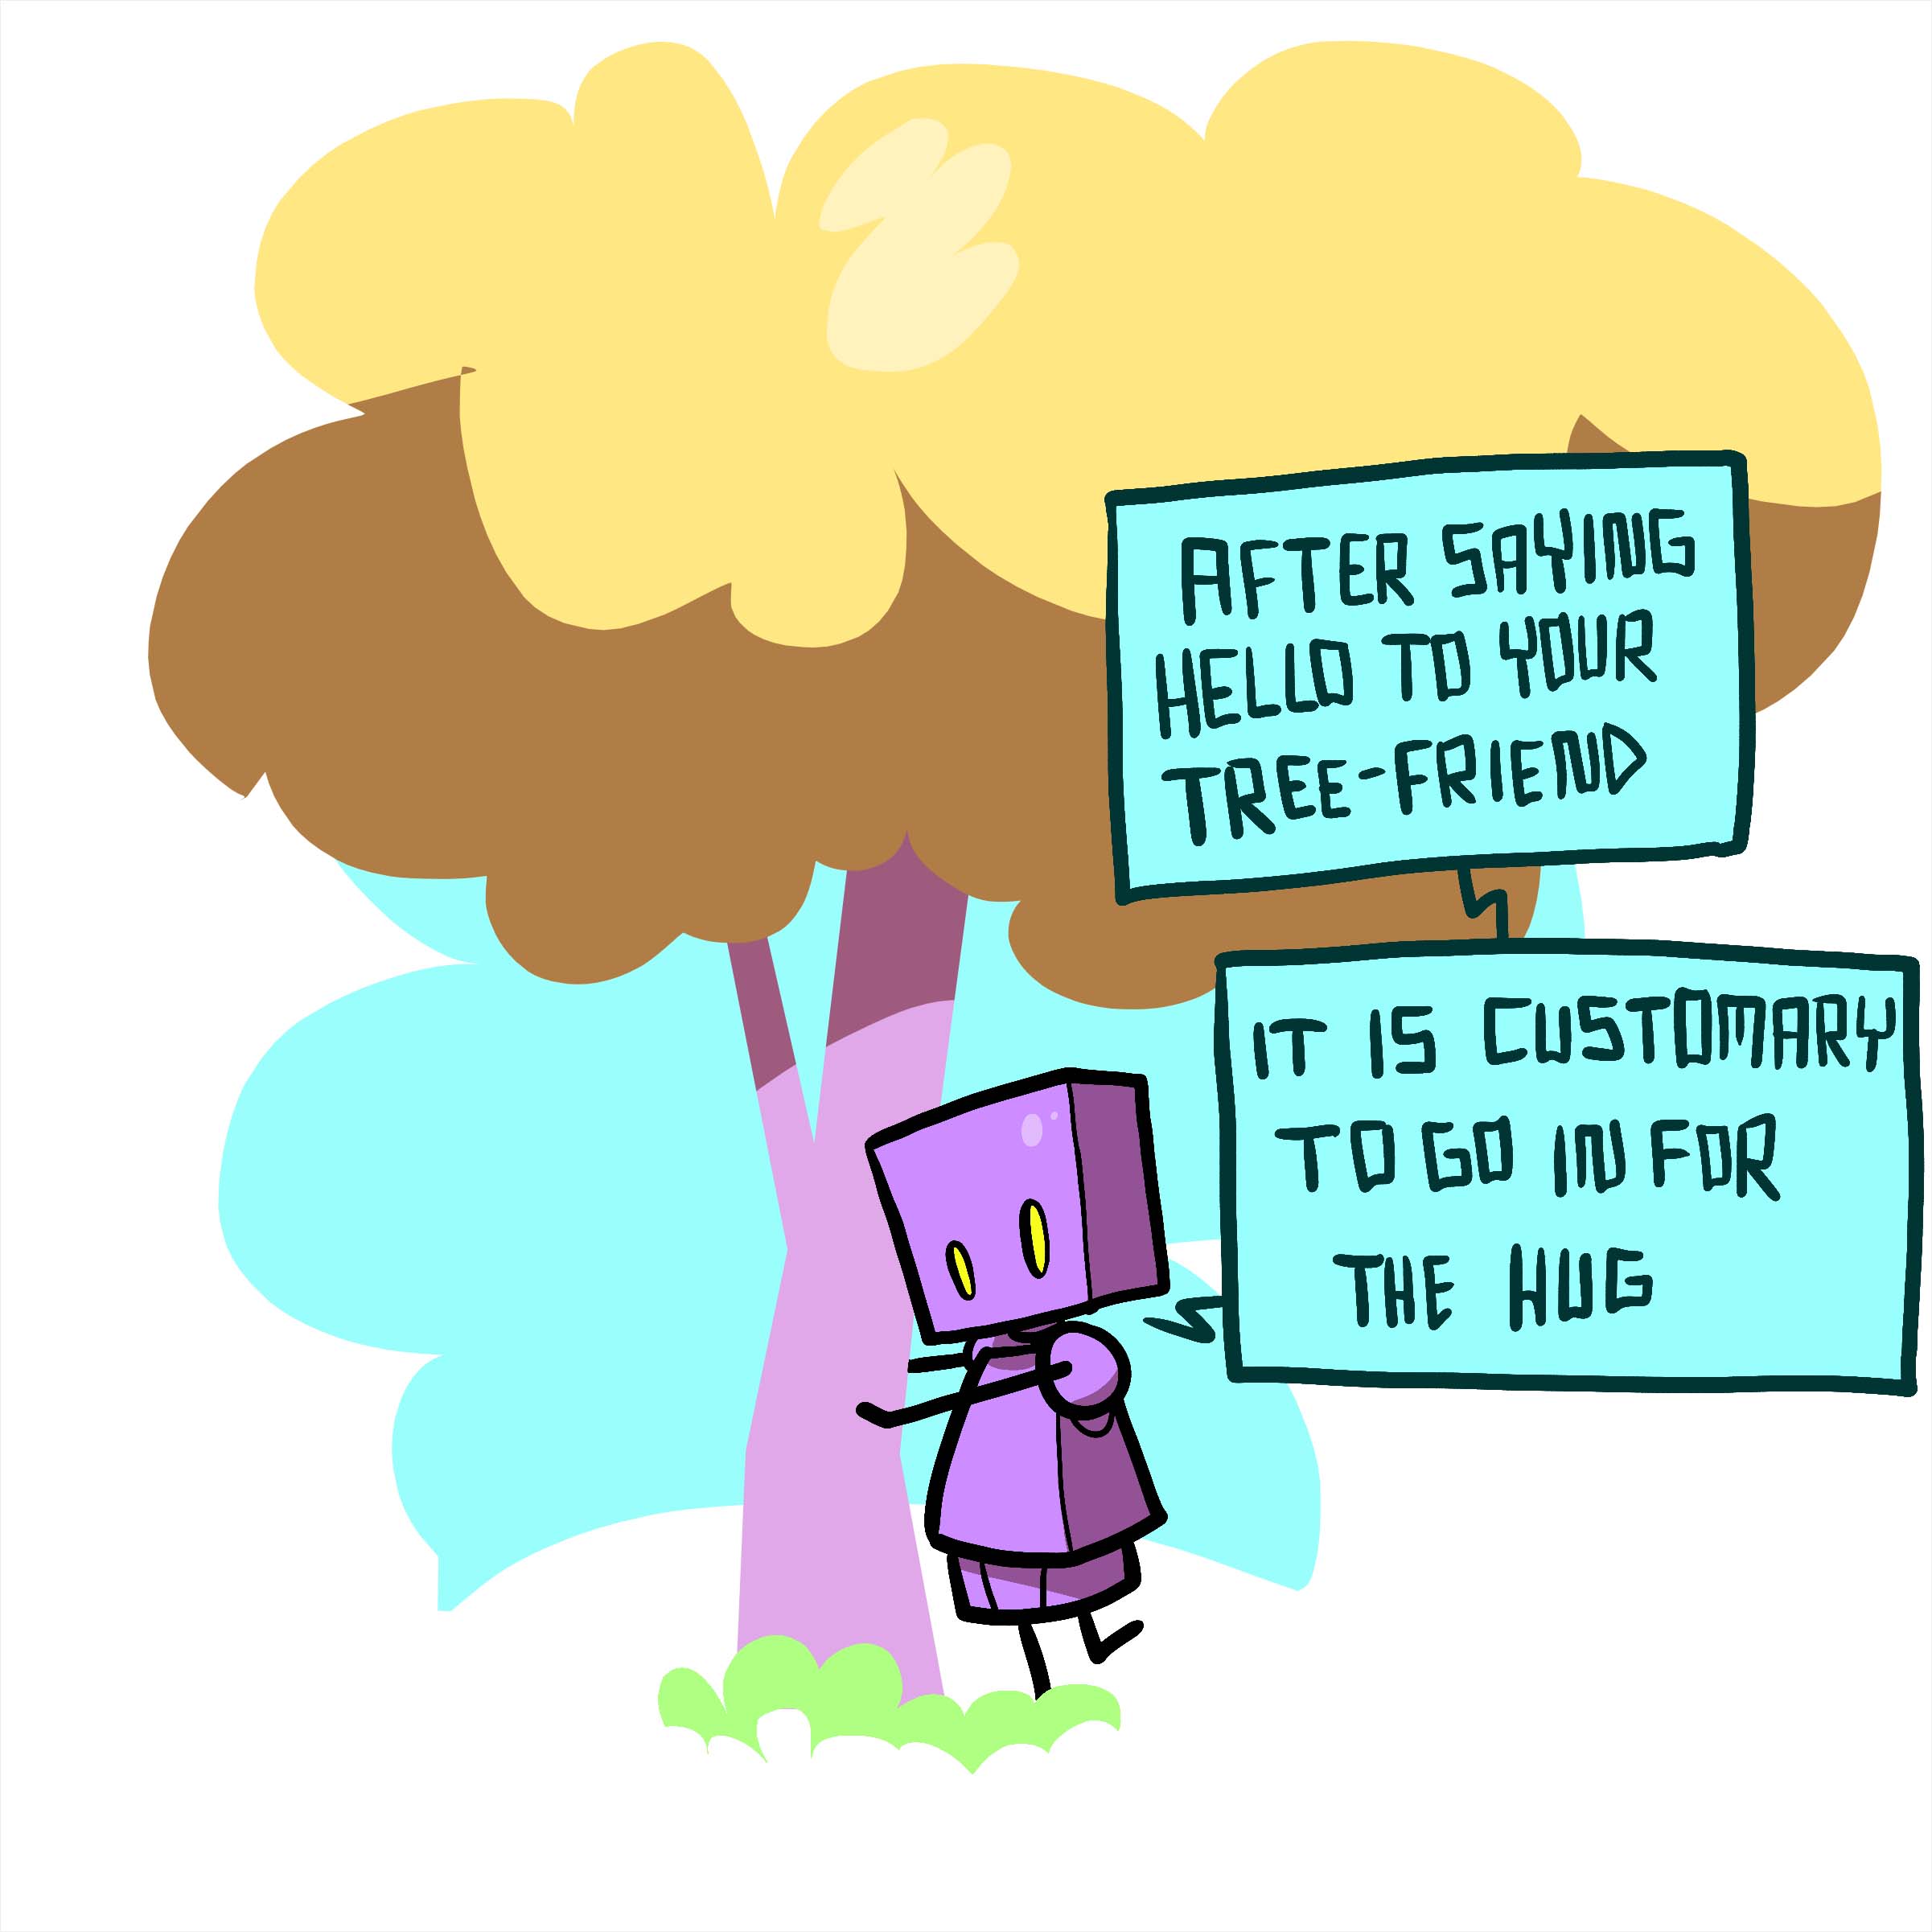 AFTER SAYING
HELLO TO YOUR
TREE-FRIEND
IT IS CUSTOMARY
TO GO IN FOR
THE HUG